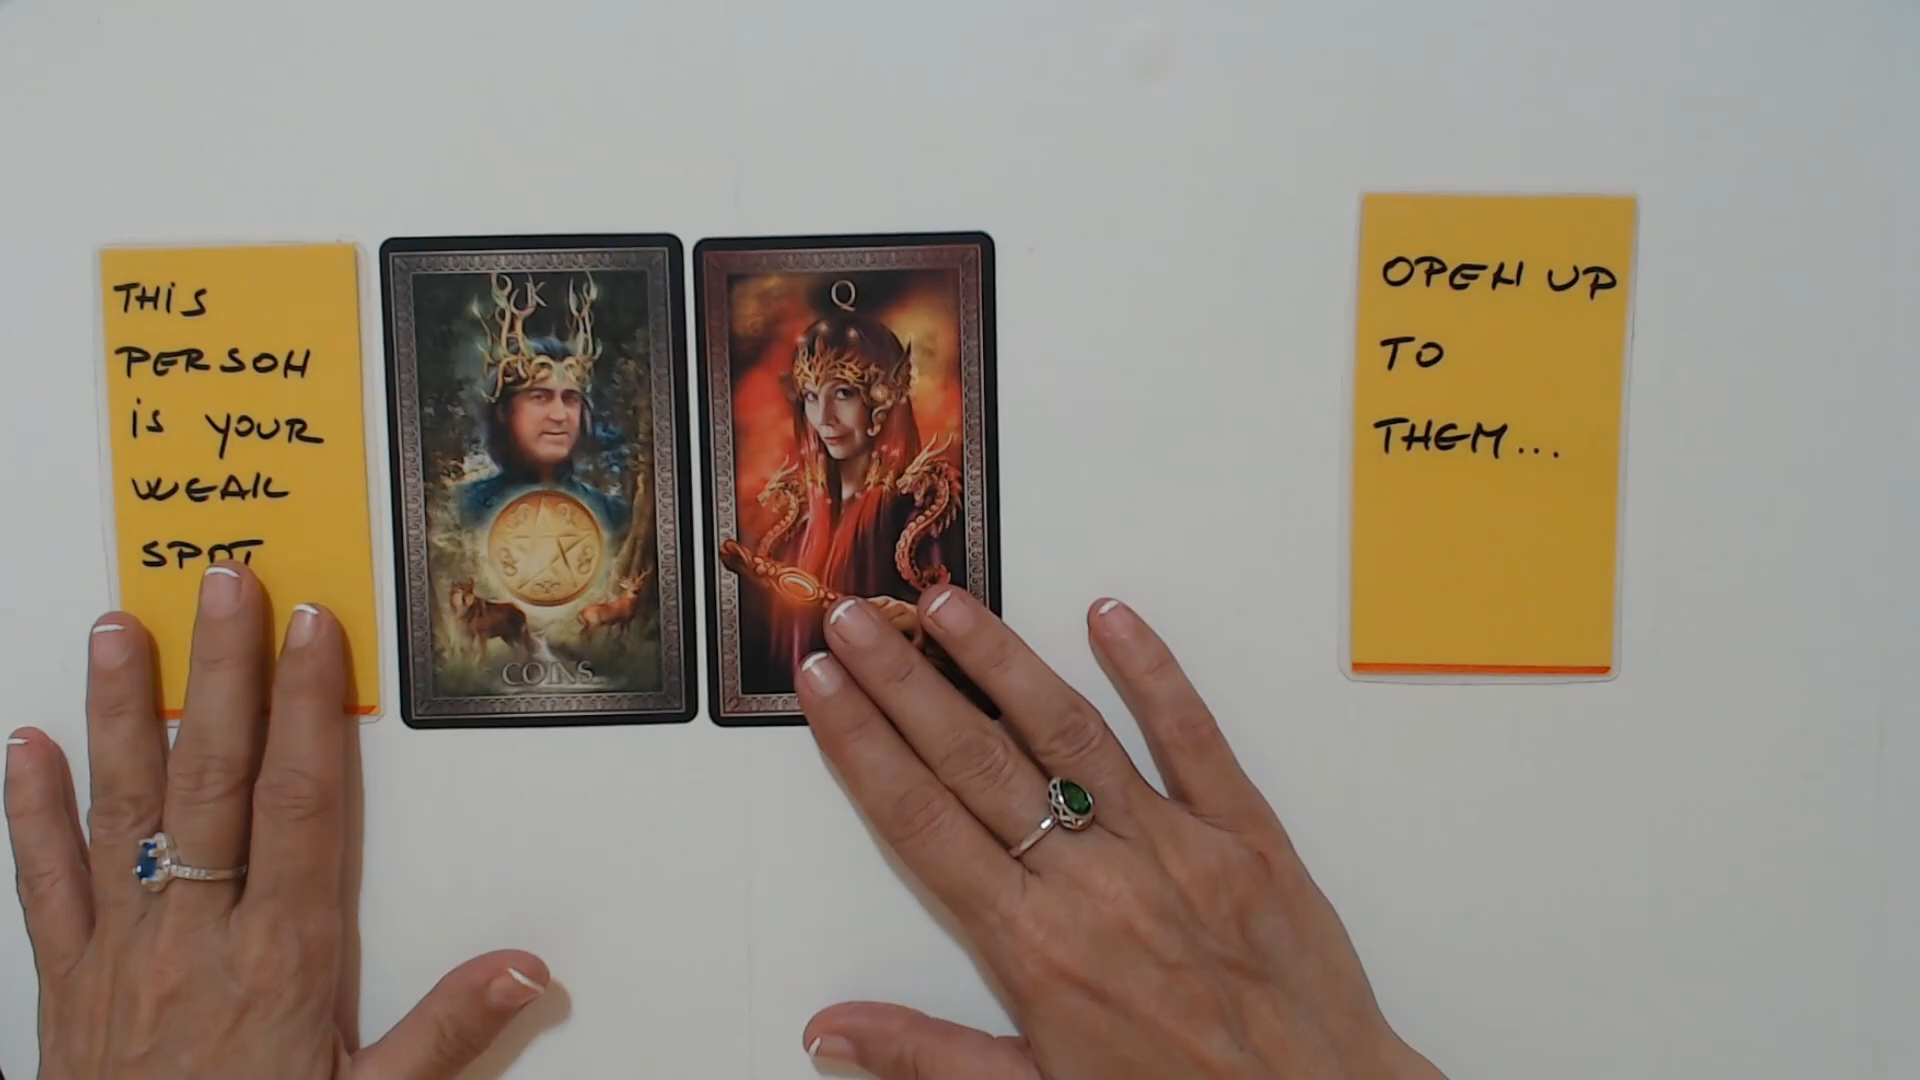 THIS
PERSON
iS YOUR
WEAK
SPOT
K
COINS
Q
OPEN UP
TO
THEM...